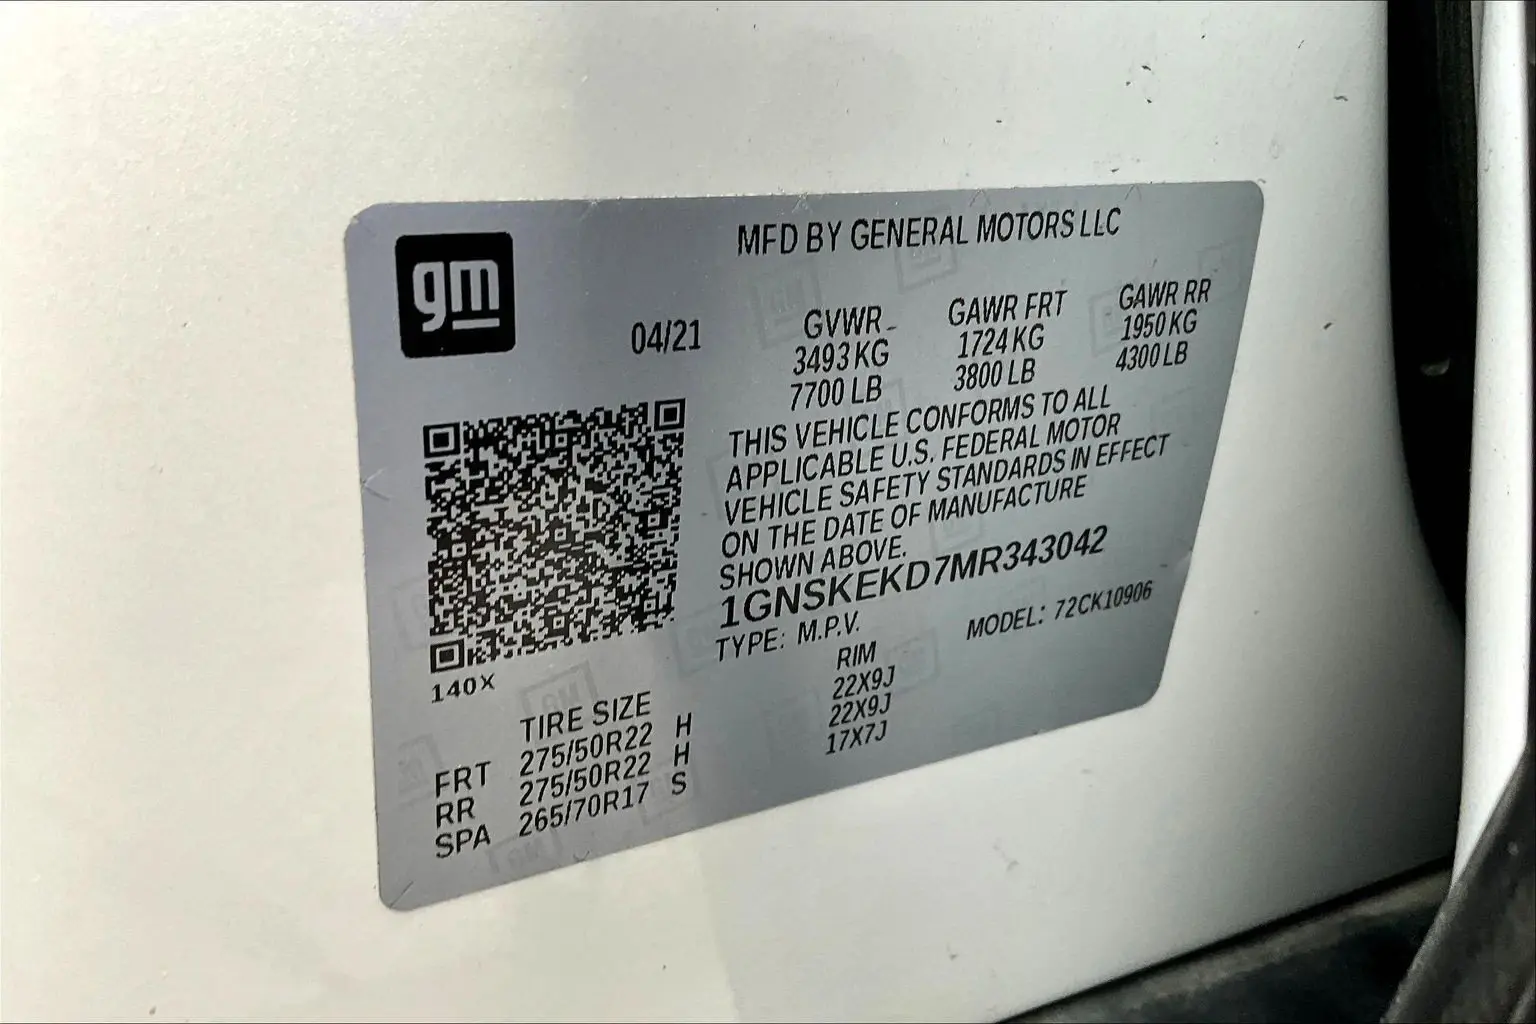 gm
MFD BY GENERAL MOTORS LLC
04/21
GVWR GAWR FRT GAWR RR
3493 KG 1724 KG 1950 KG
7700 LB 3800 LB 4300 LB
THIS VEHICLE CONFORMS TO ALL
APPLICABLE U.S. FEDERAL MOTOR
VEHICLE SAFETY STANDARDS IN EFFECT
ON THE DATE OF MANUFACTURE
SHOWN ABOVE.
1GNSKEKD7MR343042
TYPE: M.P.V. MODEL: 72CK10906
140X
TIRE SIZE RIM
FRT 275/50R22 H 22X9J
RR 275/50R22 H 22X9J
SPA 265/70R17 S 17X7J